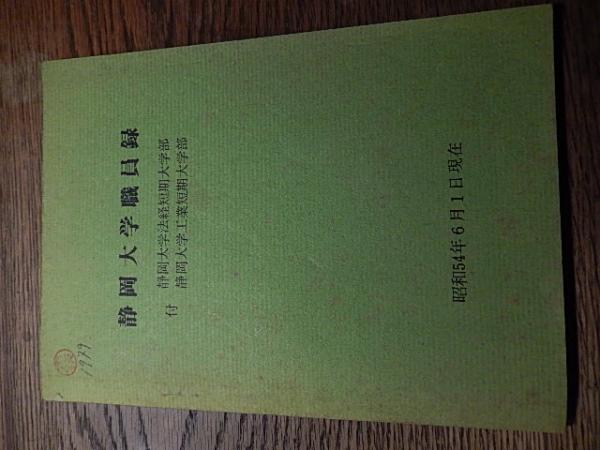 静岡大学職員録
付 静岡大学法経短期大学部
静岡大学工業短期大学部
昭和54年6月1日現在
1979